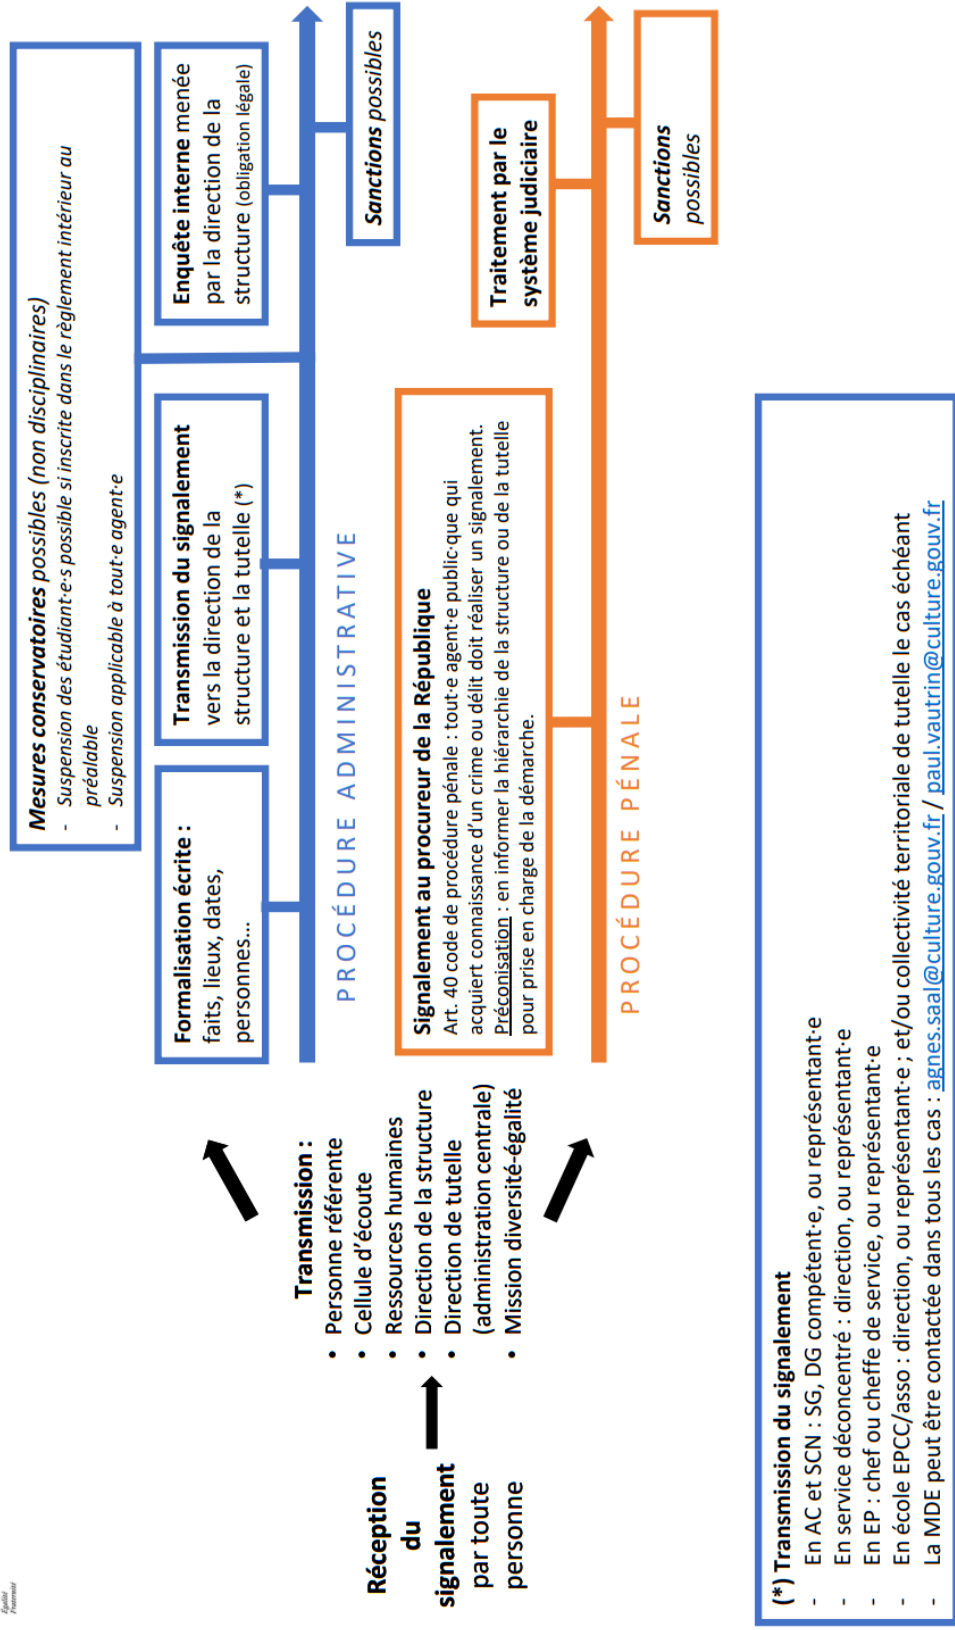 Égalité
Fraternité
Réception
du
signalement
par toute
personne
Transmission :
• Personne référente
• Cellule d'écoute
• Ressources humaines
• Direction de la structure
• Direction de tutelle
(administration centrale)
• Mission diversité-égalité
Mesures conservatoires possibles (non disciplinaires)
- Suspension des étudiant·e·s possible si inscrite dans le règlement intérieur au
préalable
- Suspension applicable à tout·e agent·e
Formalisation écrite :
faits, lieux, dates,
personnes...
Transmission du signalement
vers la direction de la
structure et la tutelle (*)
Enquête interne menée
par la direction de la
structure (obligation légale)
PROCÉDURE ADMINISTRATIVE
Sanctions possibles
Signalement au procureur de la République
Art. 40 code de procédure pénale : tout·e agent·e public·que qui
acquiert connaissance d'un crime ou délit doit réaliser un signalement.
Préconisation : en informer la hiérarchie de la structure ou de la tutelle
pour prise en charge de la démarche.
Traitement par le
système judiciaire
PROCÉDURE PÉNALE
Sanctions
possibles
(*) Transmission du signalement
- En AC et SCN : SG, DG compétent·e, ou représentant·e
- En service déconcentré : direction, ou représentant·e
- En EP : chef ou cheffe de service, ou représentant·e
- En école EPCC/asso : direction, ou représentant·e ; et/ou collectivité territoriale de tutelle le cas échéant
- La MDE peut être contactée dans tous les cas : agnes.saal@culture.gouv.fr / paul.vautrin@culture.gouv.fr